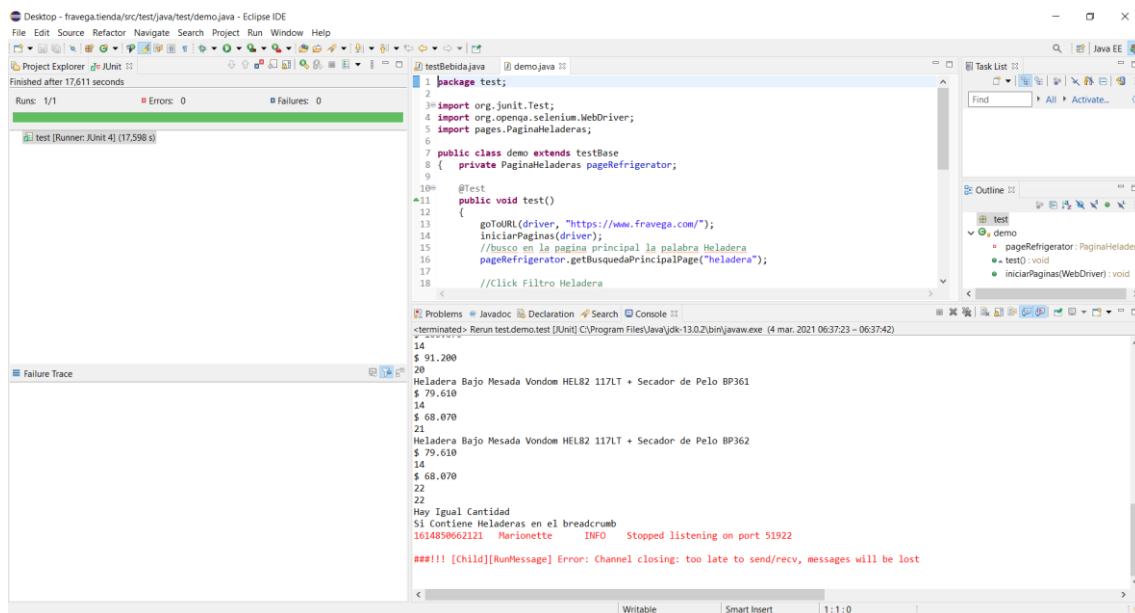 Desktop - fravega.tienda/src/test/java/test/demo.java - Eclipse IDE
File Edit Source Refactor Navigate Search Project Run Window Help
Java EE
Project Explorer JUnit
Finished after 17,611 seconds
Runs: 1/1 Errors: 0 Failures: 0
test [Runner: JUnit 4] (17,598 s)
Failure Trace
testBebida.java demo.java
1 package test;
2
3 import org.junit.Test;
4 import org.openqa.selenium.WebDriver;
5 import pages.PaginaHeladeras;
6
7 public class demo extends testBase
8 { private PaginaHeladeras pageRefrigerator;
9
10 @Test
11 public void test()
12 {
13 goToURL(driver, "https://www.fravega.com/");
14 iniciarPaginas(driver);
15 //busco en la pagina principal la palabra Heladera
16 pageRefrigerator.getBusquedaPrincipalPage("heladera");
17
18 //Click Filtro Heladera
Task List
Find All Activate...
Outline
test
demo
pageRefrigerator : PaginaHelader
test() : void
iniciarPaginas(WebDriver) : void
Problems Javadoc Declaration Search Console
<terminated> Rerun test.demo.test [JUnit] C:\Program Files\Java\jdk-13.0.2\bin\javaw.exe (4 mar. 2021 06:37:23 – 06:37:42)
14
$ 91.200
20
Heladera Bajo Mesada Vondom HEL82 117LT + Secador de Pelo BP361
$ 79.610
14
$ 68.070
21
Heladera Bajo Mesada Vondom HEL82 117LT + Secador de Pelo BP362
$ 79.610
14
$ 68.070
22
22
Hay Igual Cantidad
Si Contiene Heladeras en el breadcrumb
1614850662121 Marionette INFO Stopped listening on port 51922
###!!! [Child][RunMessage] Error: Channel closing: too late to send/recv, messages will be lost
Writable Smart Insert 1 : 1 : 0